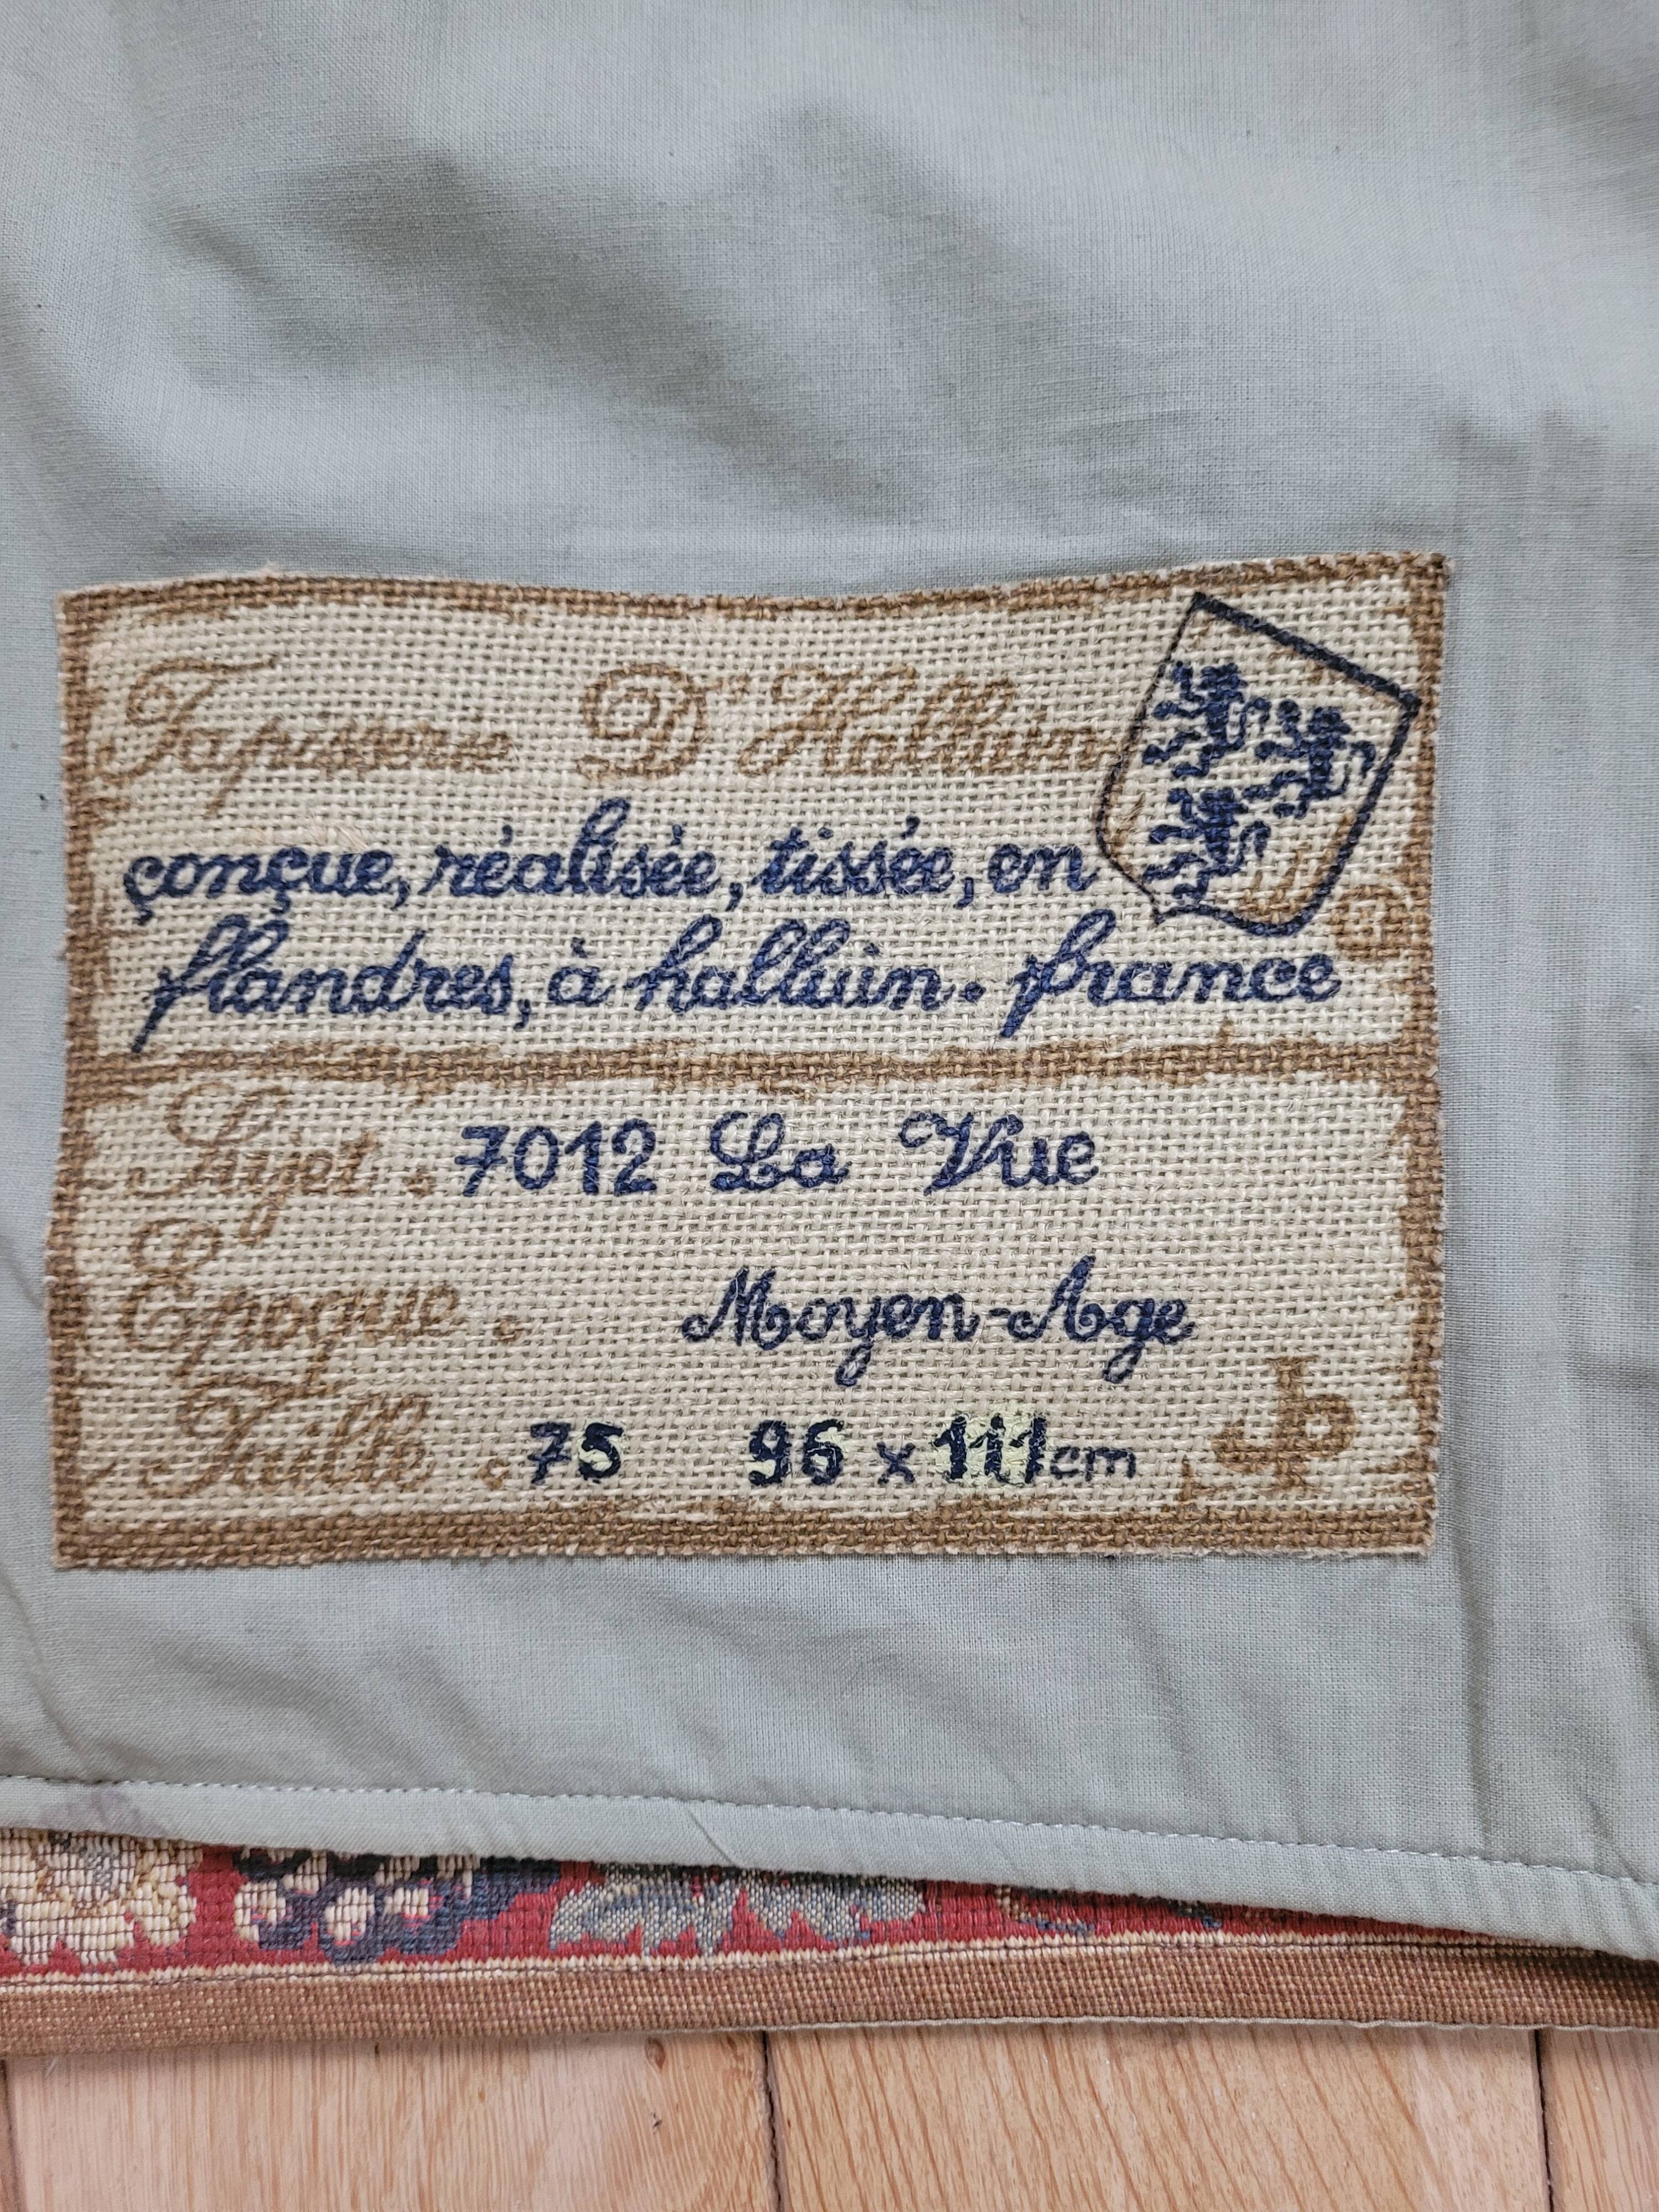 Tapisserie D'Halluin
conçue, réalisée, tissée, en
flandres, à halluin. france
Sujet : 7012 La Vue
Epoque : Moyen-Age
Taille : 75 96 x 111cm
JP